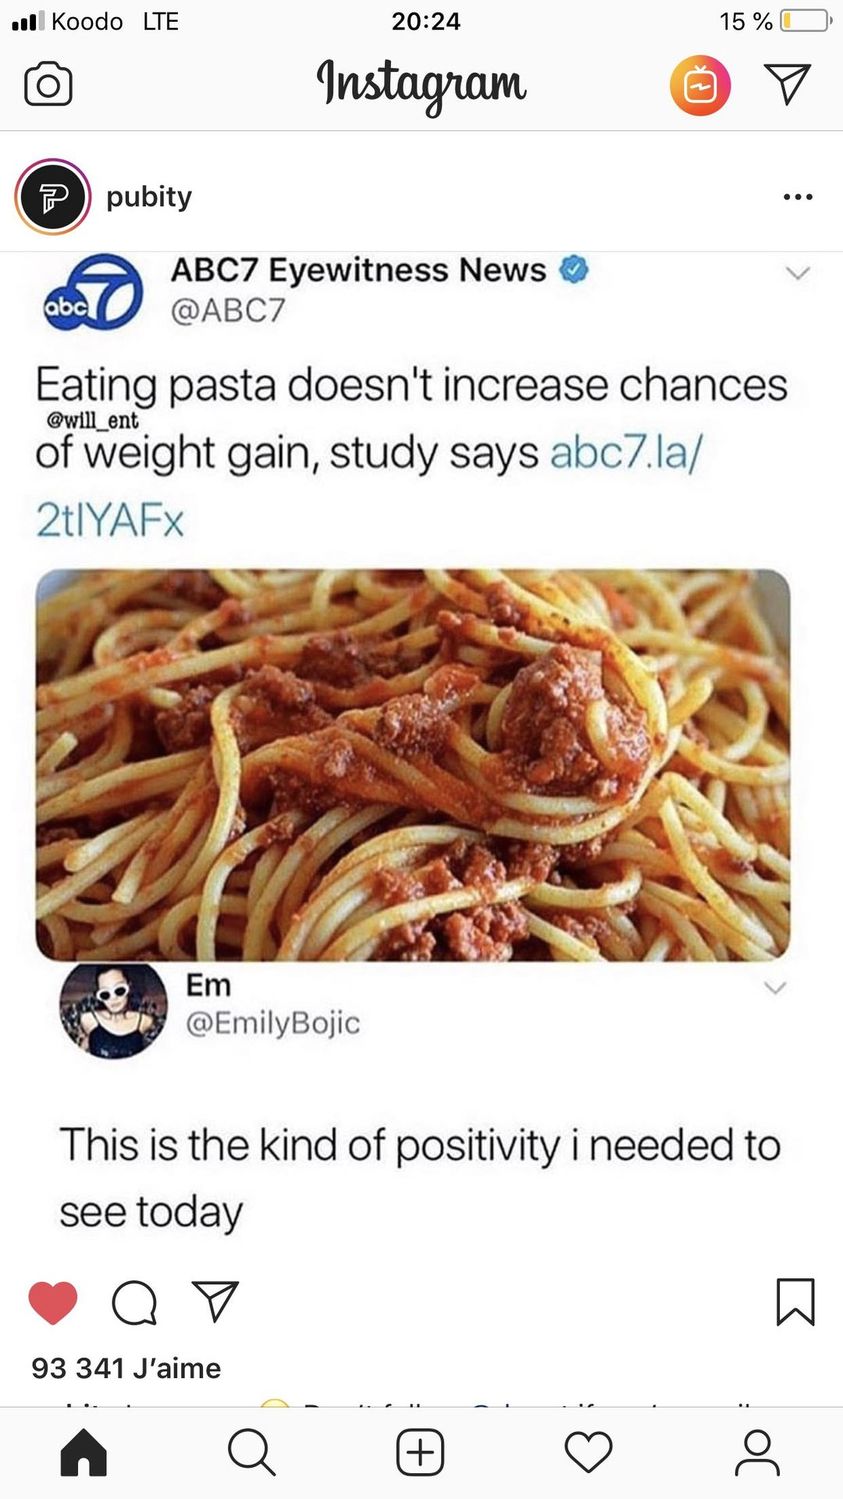 Koodo LTE 20:24 15 %
Instagram
pubity
abc7
ABC7 Eyewitness News
@ABC7
Eating pasta doesn't increase chances
@will_ent
of weight gain, study says abc7.la/
2tIYAFx
Em
@EmilyBojic
This is the kind of positivity i needed to
see today
93 341 J’aime